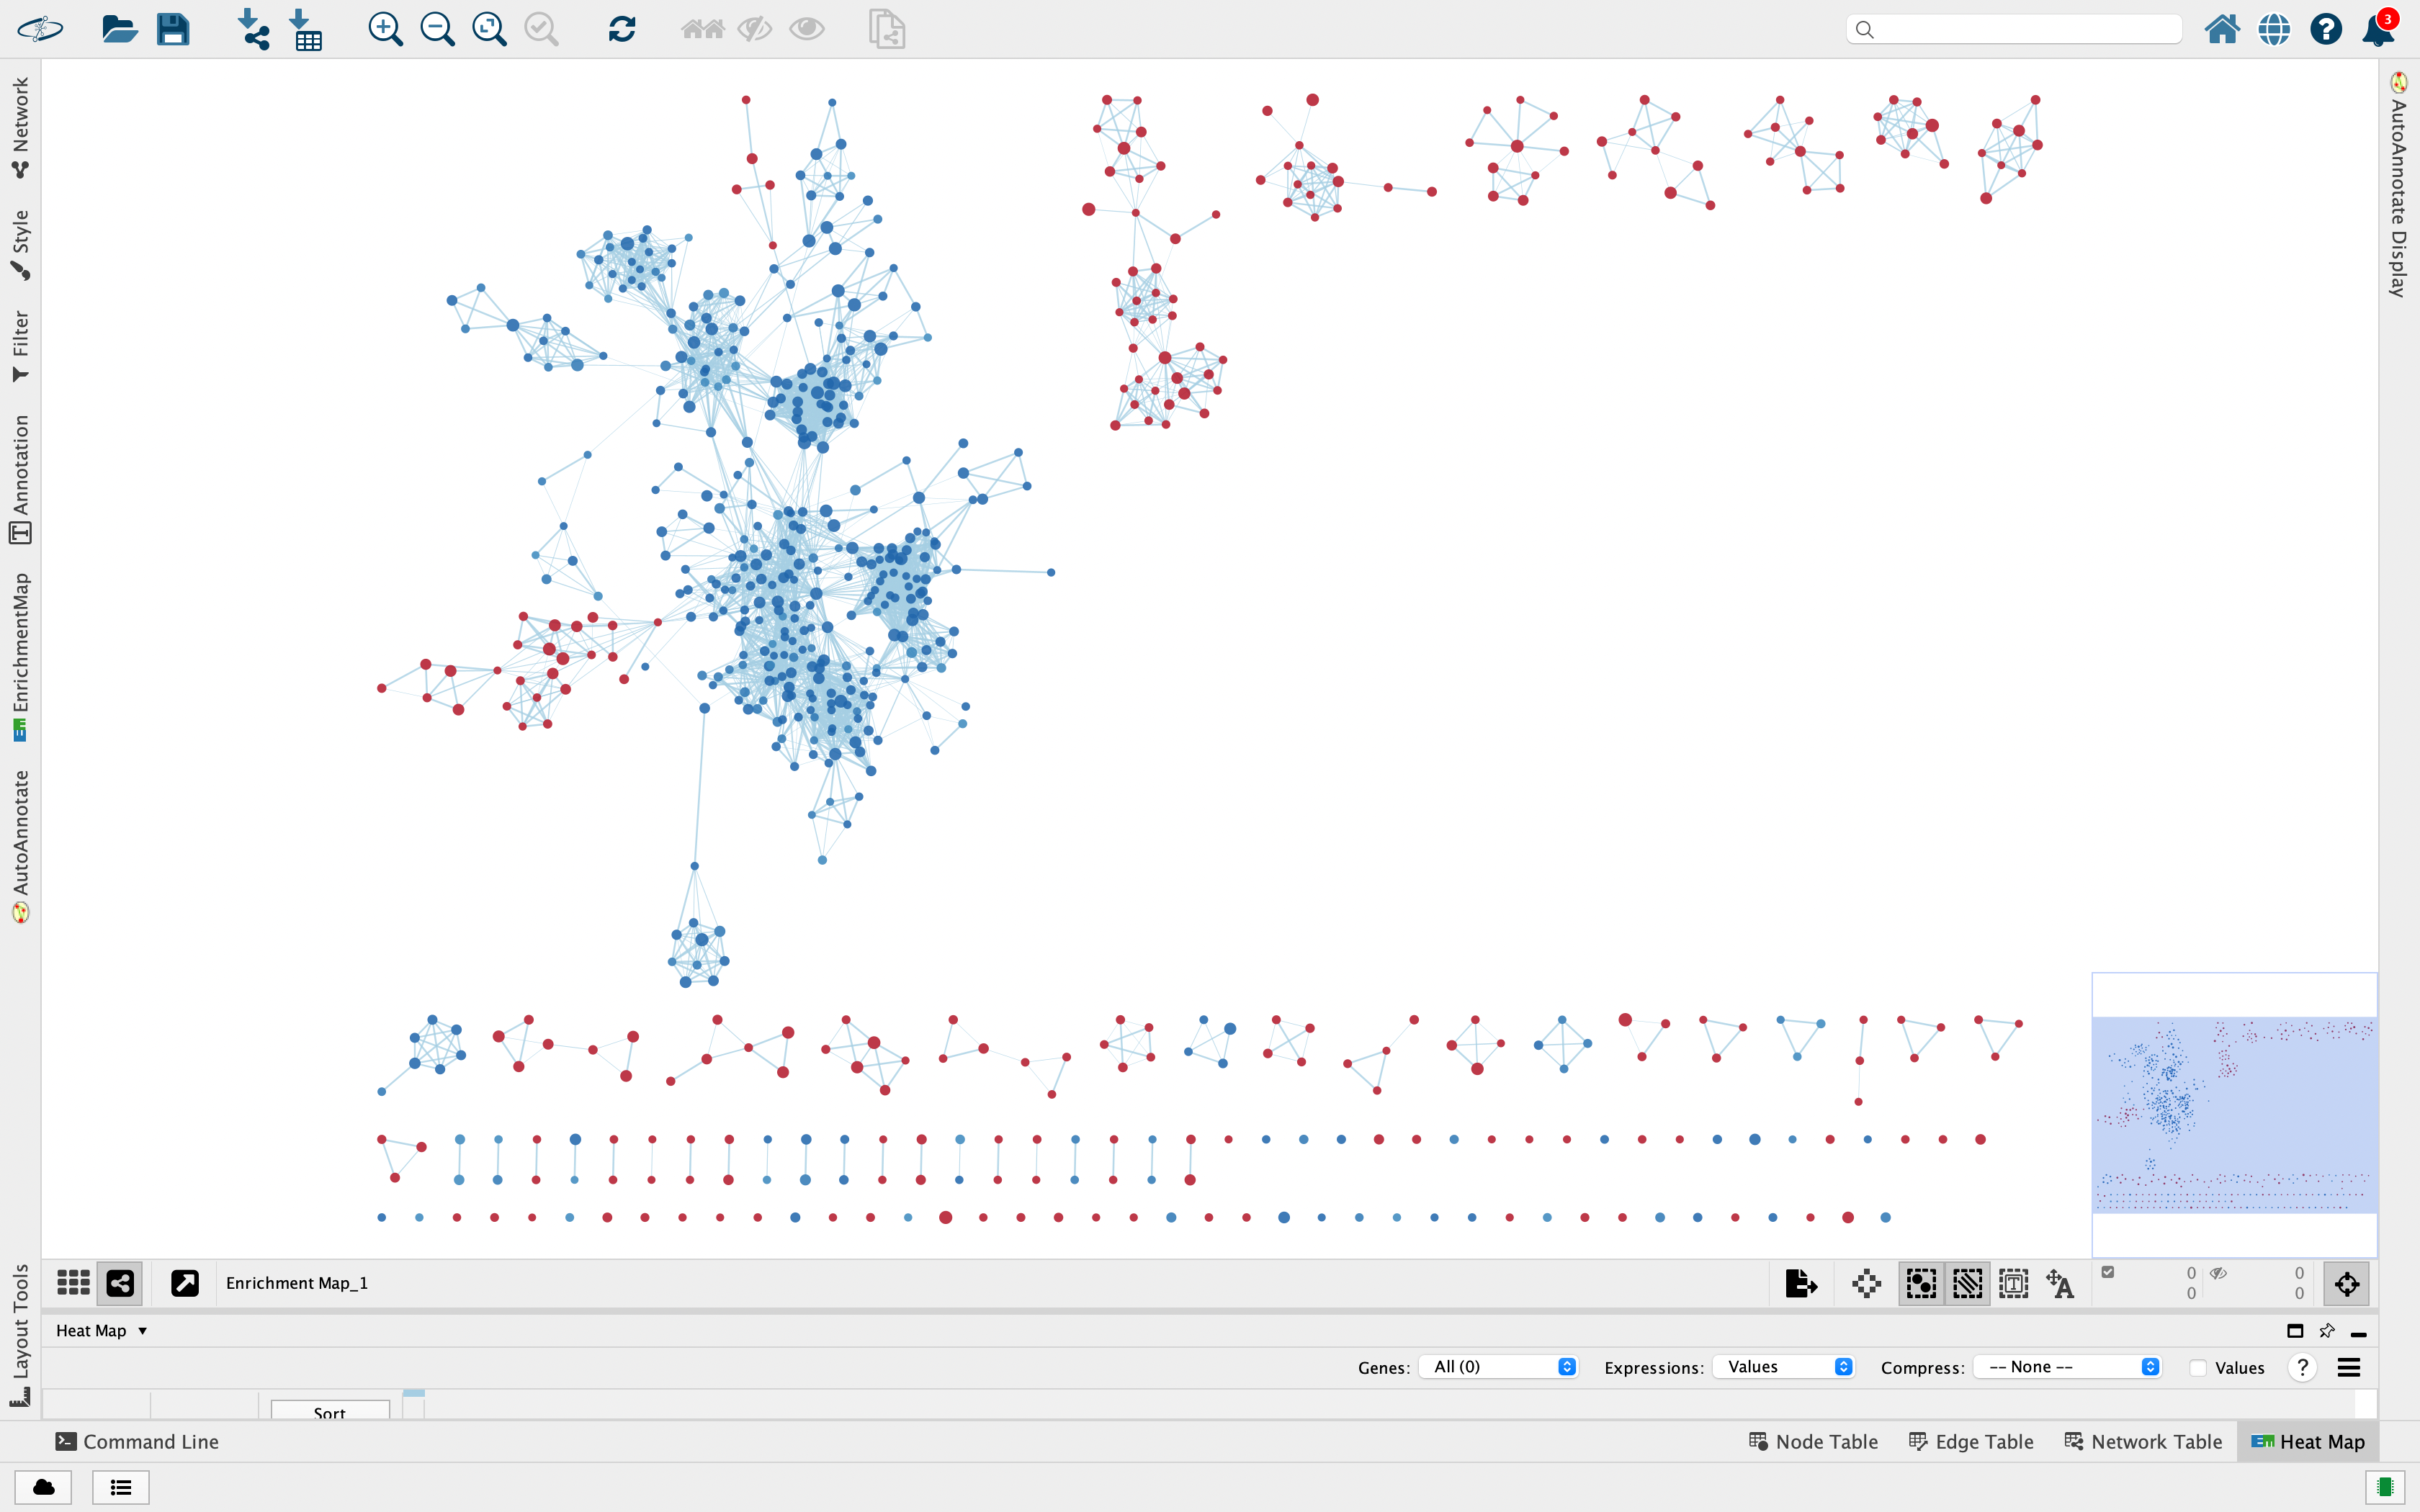 3
Network
Style
Filter
Annotation
EnrichmentMap
AutoAnnotate
Layout Tools
AutoAnnotate Display
Enrichment Map_1
0
0
0
0
Heat Map
Genes: All (0) Expressions: Values Compress: -- None -- Values ?
Sort
Command Line
Node Table Edge Table Network Table Heat Map